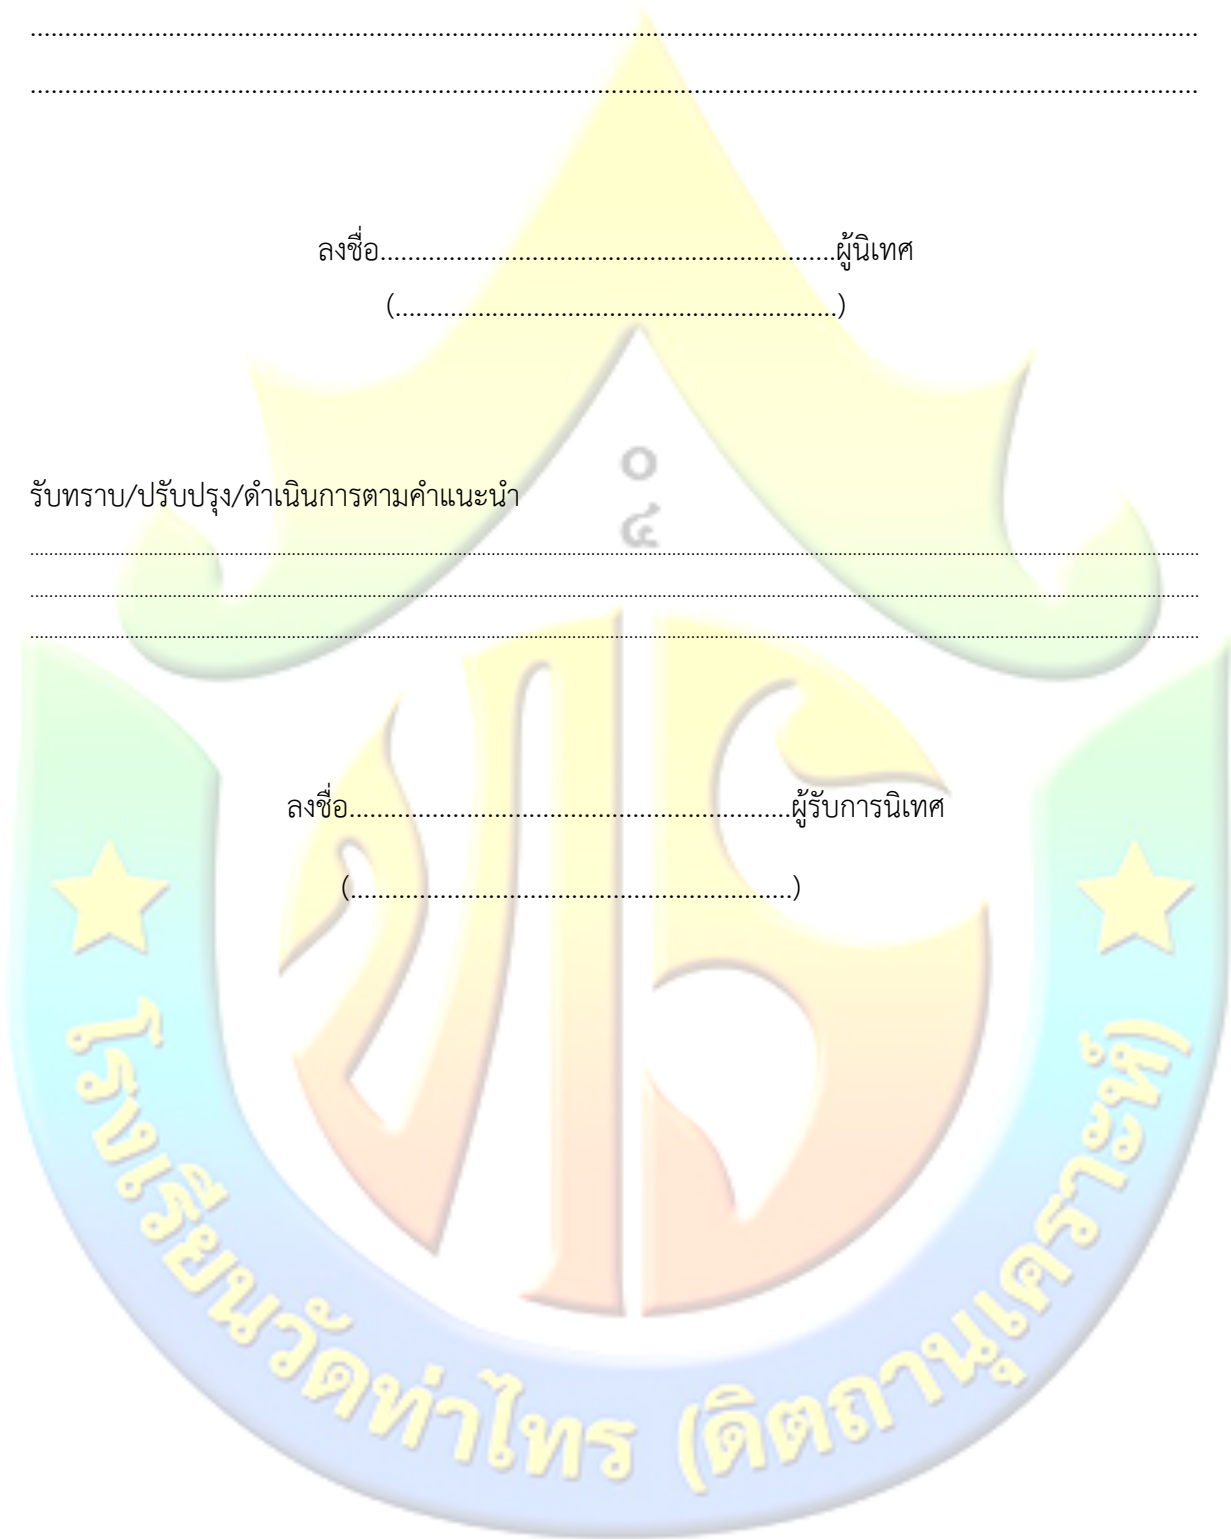 ........................................................................................................................................................................
........................................................................................................................................................................
ลงชื่อ..................................................................ผู้นิเทศ
(................................................................)
๐
๔
รับทราบ/ปรับปรุง/ดำเนินการตามคำแนะนำ
........................................................................................................................................................................
........................................................................................................................................................................
........................................................................................................................................................................
ลงชื่อ................................................................ผู้รับการนิเทศ
(................................................................)
ทS
โรงเรียนวัดท่าไทร (ดิตถานุเคราะห์)